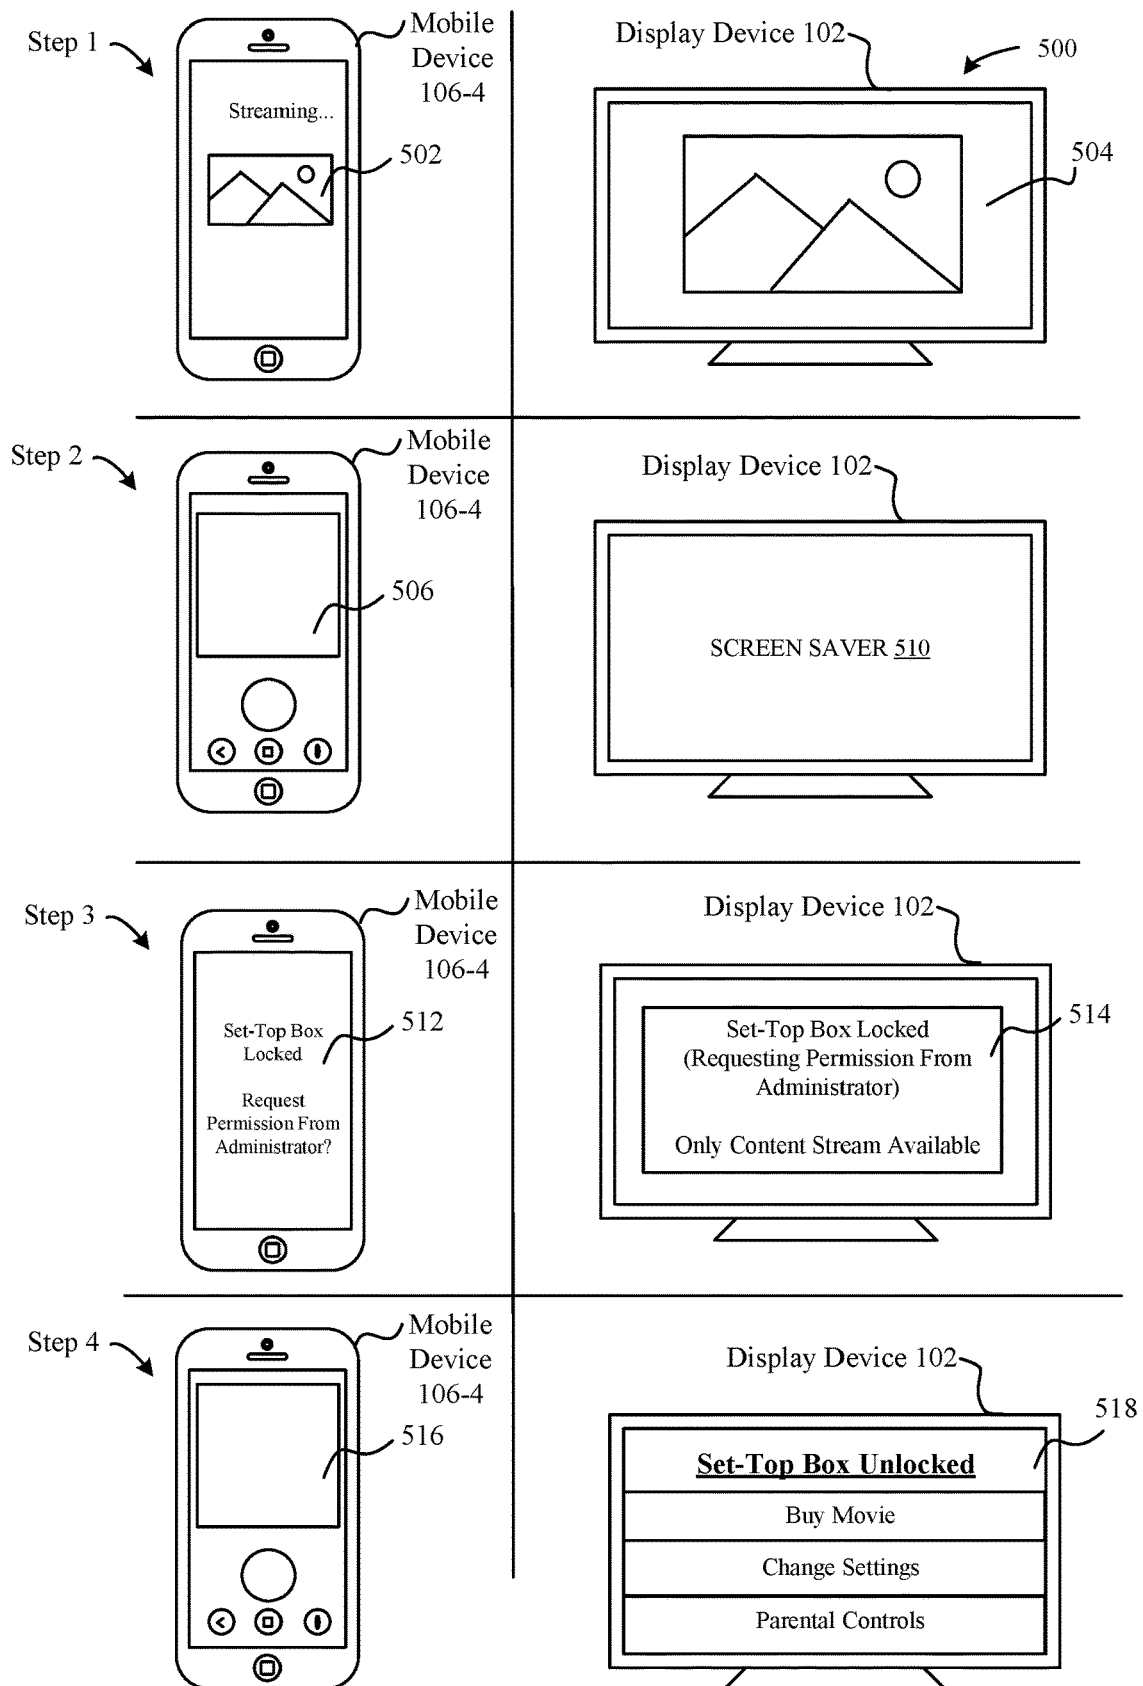 Step 1
Mobile
Device
106-4
Streaming...
502
Display Device 102
500
504
Step 2
Mobile
Device
106-4
506
Display Device 102
SCREEN SAVER 510
Step 3
Mobile
Device
106-4
Set-Top Box
Locked
512
Request
Permission From
Administrator?
Display Device 102
Set-Top Box Locked
(Requesting Permission From
Administrator)
514
Only Content Stream Available
Step 4
Mobile
Device
106-4
516
Display Device 102
518
Set-Top Box Unlocked
Buy Movie
Change Settings
Parental Controls